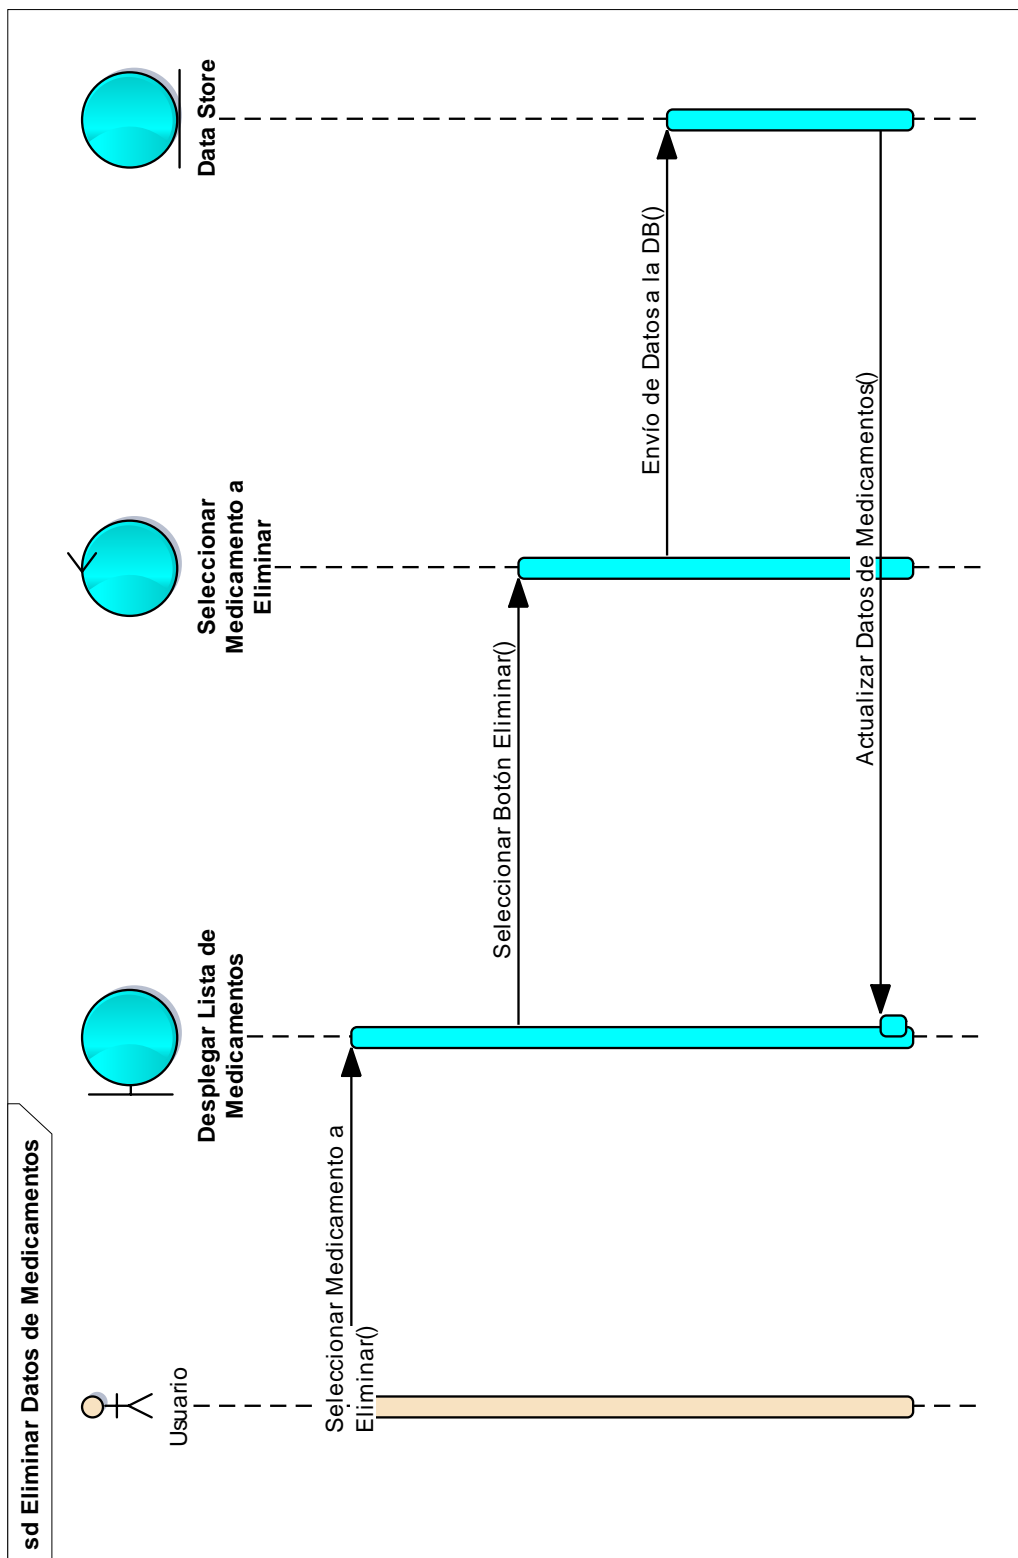 sd Eliminar Datos de Medicamentos
Usuario
Desplegar Lista de
Medicamentos
Seleccionar
Medicamento a
Eliminar
Data Store
Seleccionar Medicamento a
Eliminar()
Seleccionar Botón Eliminar()
Envío de Datos a la DB()
Actualizar Datos de Medicamentos()